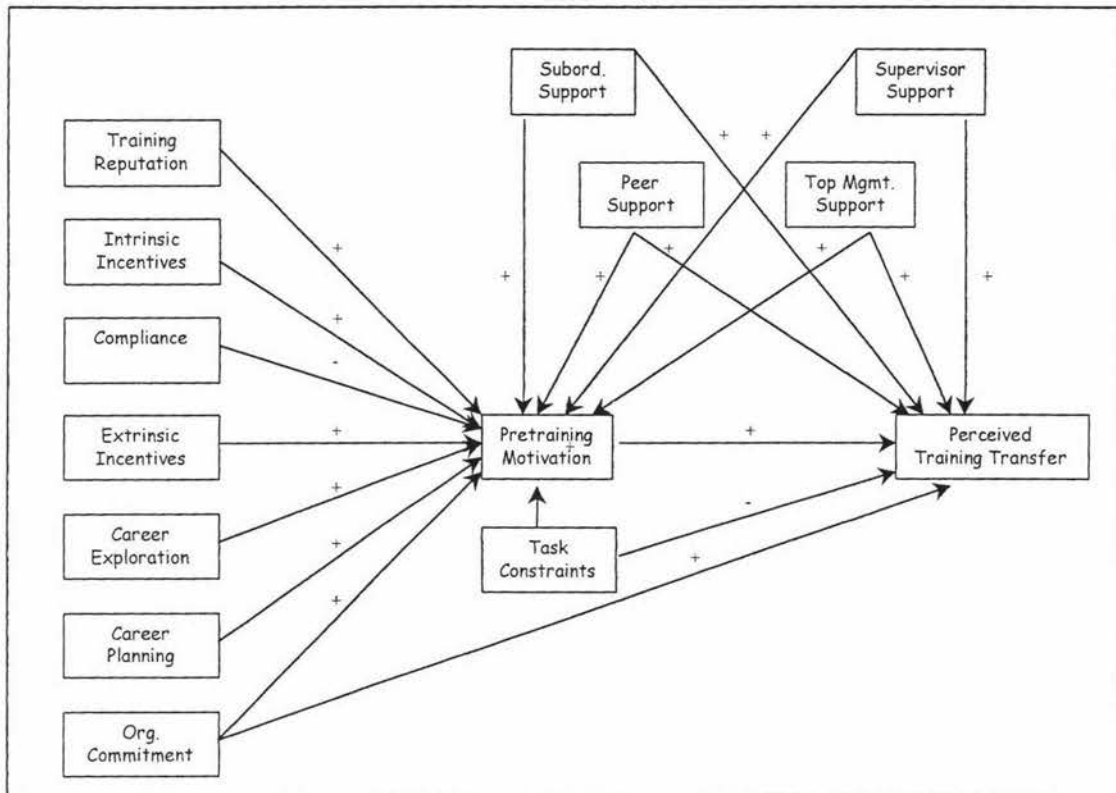 Subord.
Support
Supervisor
Support
Training
Reputation
+ +
Peer
Support
Top Mgmt.
Support
Intrinsic
Incentives
+
+
+
+
+
+
+
+
+
Compliance
-
Extrinsic
Incentives
+
Pretraining
Motivation
+
+
Perceived
Training Transfer
Career
Exploration
+
-
Task
Constraints
+
+
Career
Planning
+
Org.
Commitment